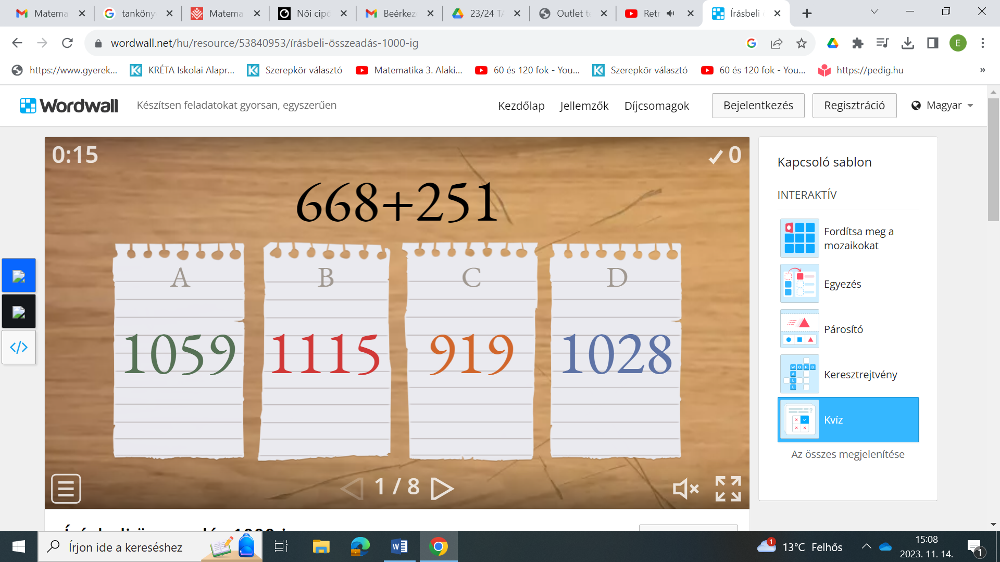 Matema
tanköny
Matema
Női cipő
Beérkez
23/24 TA
Outlet te
Retr
Írásbeli
wordwall.net/hu/resource/53840953/írásbeli-összeadás-1000-ig
E
https://www.gyerek...
KRÉTA Iskolai Alapr...
Szerepkör választó
Matematika 3. Alaki...
60 és 120 fok - You...
Szerepkör választó
60 és 120 fok - You...
https://pedig.hu
»
Wordwall
Készítsen feladatokat gyorsan, egyszerűen
Kezdőlap
Jellemzők
Díjcsomagok
Bejelentkezés
Regisztráció
Magyar
0:15
0
668+251
A
B
C
D
1059
1115
919
1028
1 / 8
Kapcsoló sablon
INTERAKTÍV
Fordítsa meg a
mozaikokat
Egyezés
Párosító
Keresztrejtvény
Kvíz
Az összes megjelenítése
Írjon ide a kereséshez
1
13°C Felhős
15:08
2023. 11. 14.
1